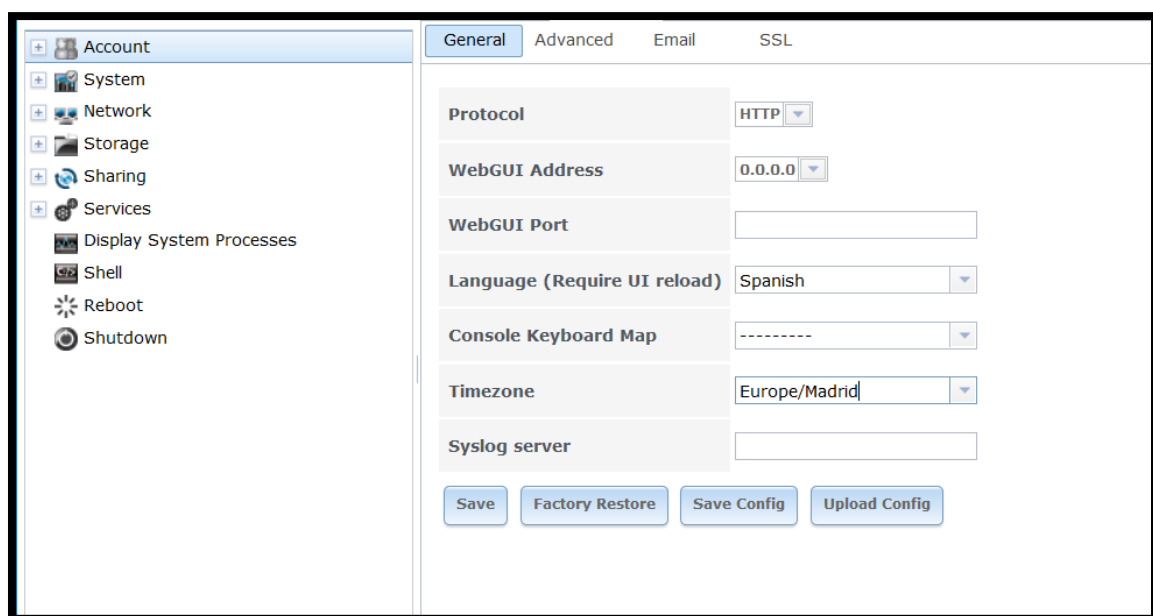 Account
System
Network
Storage
Sharing
Services
Display System Processes
Shell
Reboot
Shutdown
General Advanced Email SSL
Protocol HTTP
WebGUI Address 0.0.0.0
WebGUI Port
Language (Require UI reload) Spanish
Console Keyboard Map ---------
Timezone Europe/Madrid
Syslog server
Save Factory Restore Save Config Upload Config